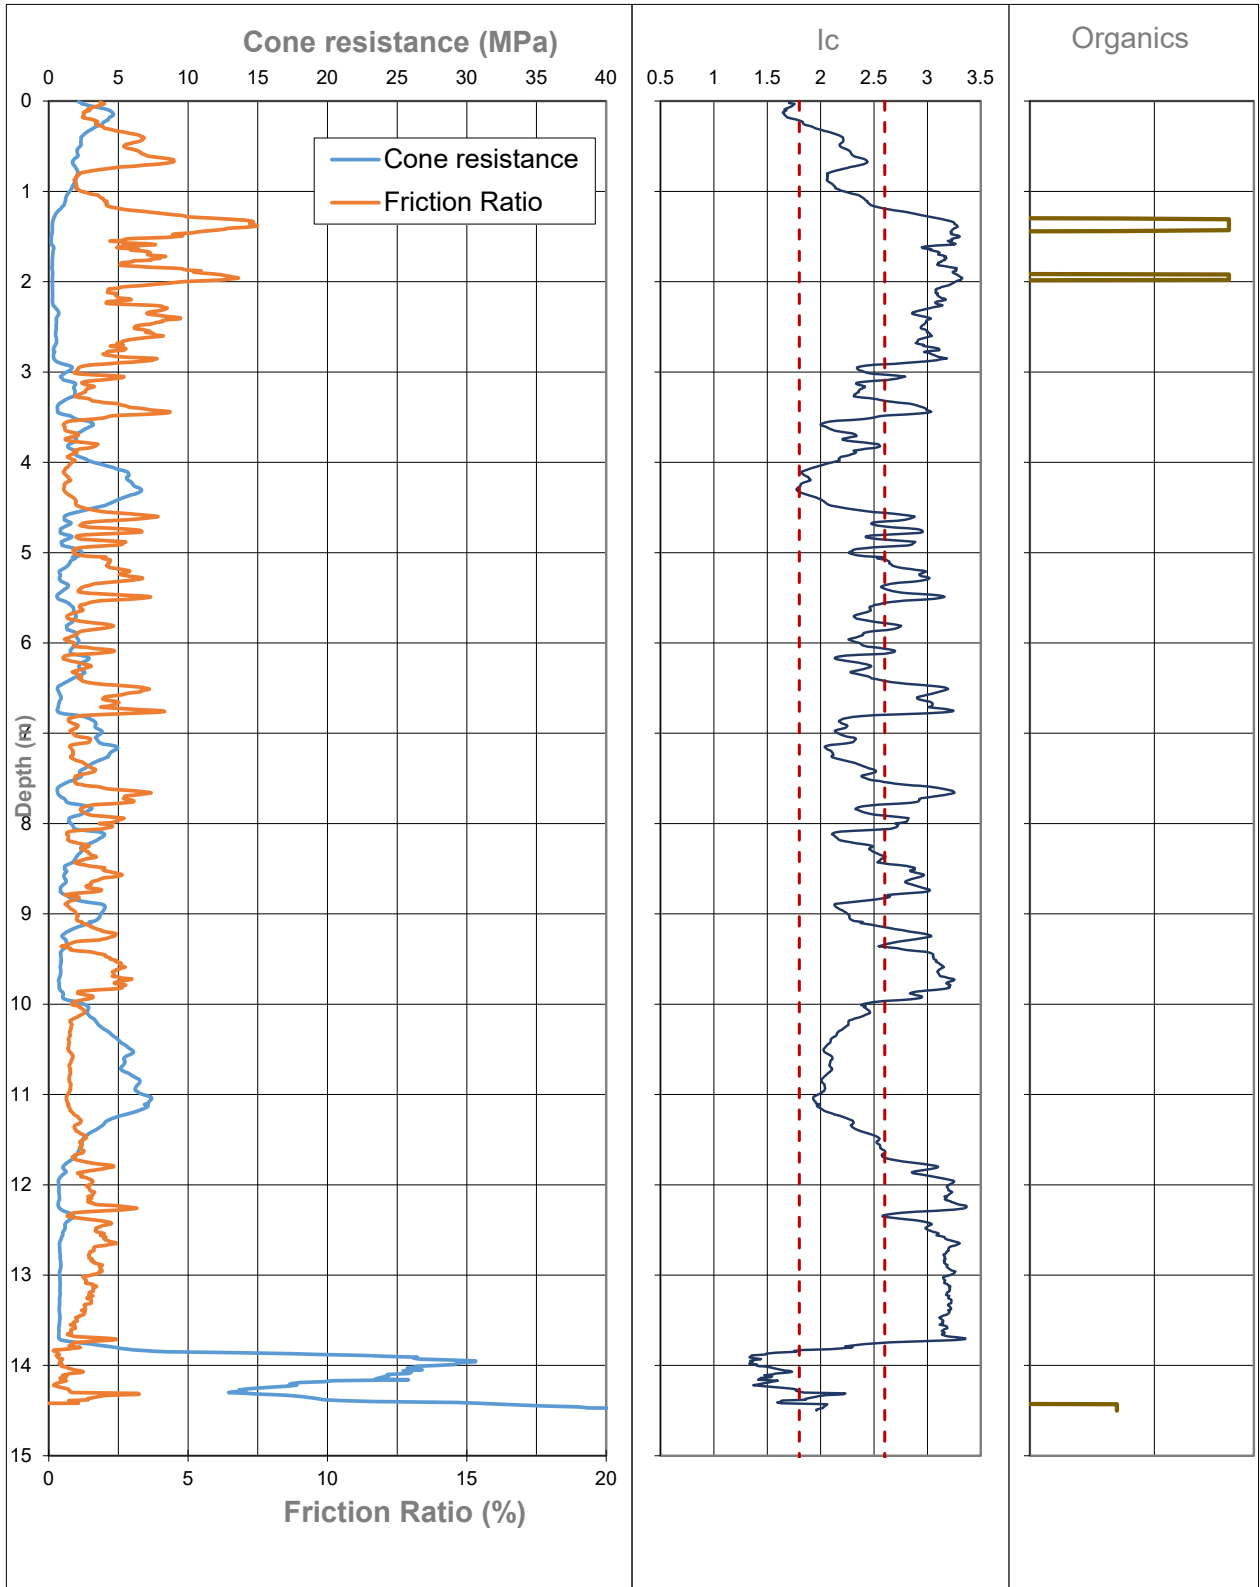 Cone resistance (MPa)
Ic
Organics
0 5 10 15 20 25 30 35 40
0.5 1 1.5 2 2.5 3 3.5
Cone resistance
Friction Ratio
0
1
2
3
4
5
6
7
8
9
10
11
12
13
14
15
Depth (m)
0 5 10 15 20
Friction Ratio (%)